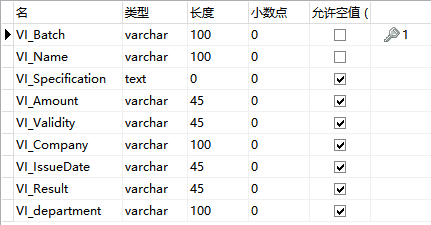 名 类型 长度 小数点 允许空值 (
VI_Batch varchar 100 0 1
VI_Name varchar 100 0
VI_Specification text 0 0
VI_Amount varchar 45 0
VI_Validity varchar 45 0
VI_Company varchar 100 0
VI_IssueDate varchar 45 0
VI_Result varchar 45 0
VI_department varchar 100 0